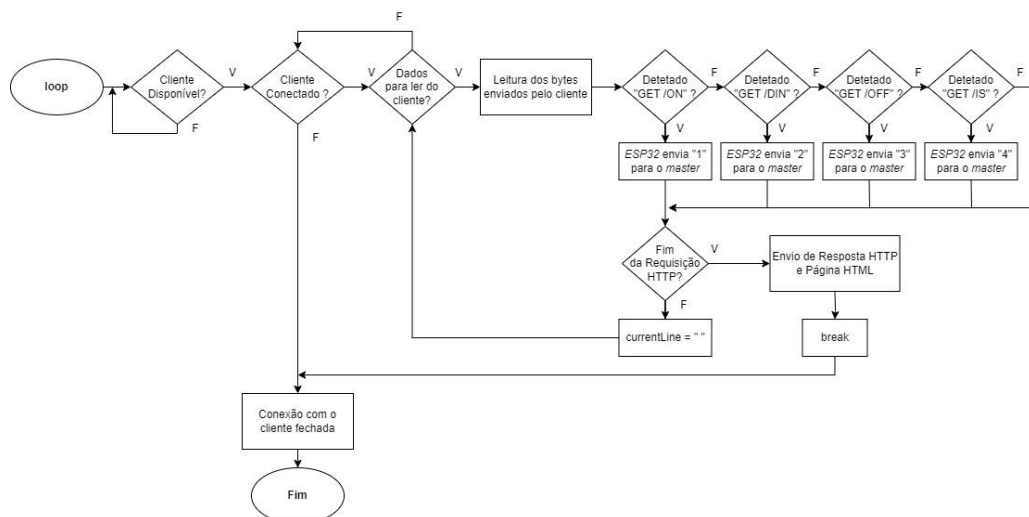 F
loop
Cliente
Disponível?
V
F
Cliente
Conectado ?
V
F
Dados
para ler do
cliente?
V
Leitura dos bytes
enviados pelo cliente
Detetado
"GET /ON" ?
F
V
Detetado
"GET /DIN" ?
F
V
Detetado
"GET /OFF" ?
F
V
Detetado
"GET /IS" ?
F
V
ESP32 envia "1"
para o master
ESP32 envia "2"
para o master
ESP32 envia "3"
para o master
ESP32 envia "4"
para o master
Fim
da Requisição
HTTP?
V
F
Envio de Resposta HTTP
e Página HTML
currentLine = " "
break
Conexão com o
cliente fechada
Fim